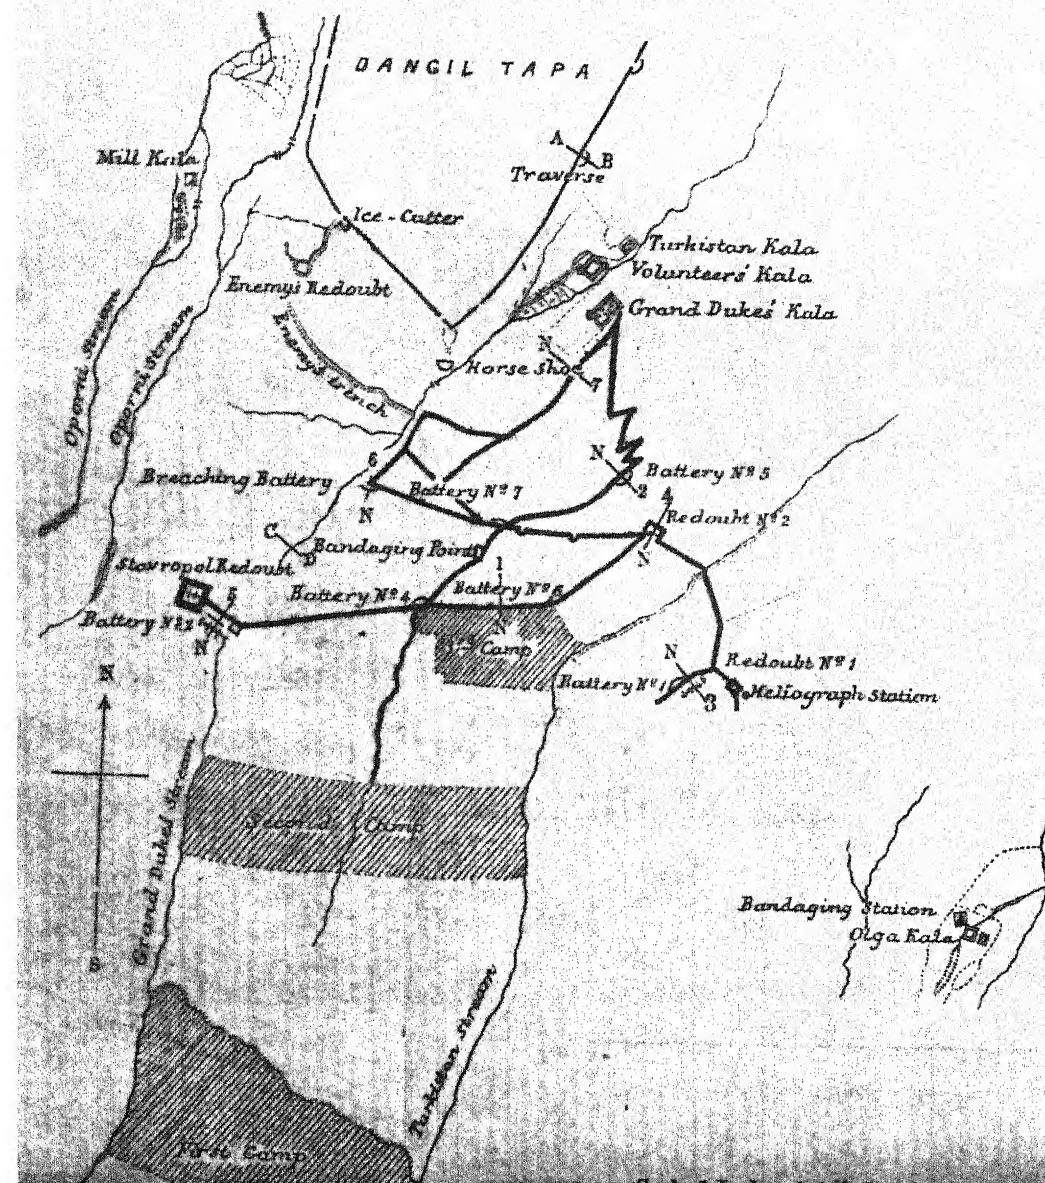 DANGIL TAPA
Mill Kala
A
B
Traverse
Ice-Cutter
Turkistan Kala
Volunteers' Kala
Enemy's Redoubt
Grand Dukes' Kala
Oporni Stream
Oporni Stream
Enemy's trench
N
Horse Shoe
7
6
N
Battery Nº 5
Breaching Battery
Battery Nº 7
2
4
N
Redoubt Nº 2
C
D
Bandaging Point
N
Stavropol Redoubt
1
5
Battery Nº 4
Battery Nº 6
Battery Nº
N
N
Camp
N
Redoubt Nº 1
Battery Nº 1
3
Heliograph Station
N
Grand Dukes Stream
Second Camp
Bandaging Station
Olga Kala
S
Turkistan Stream
First Camp